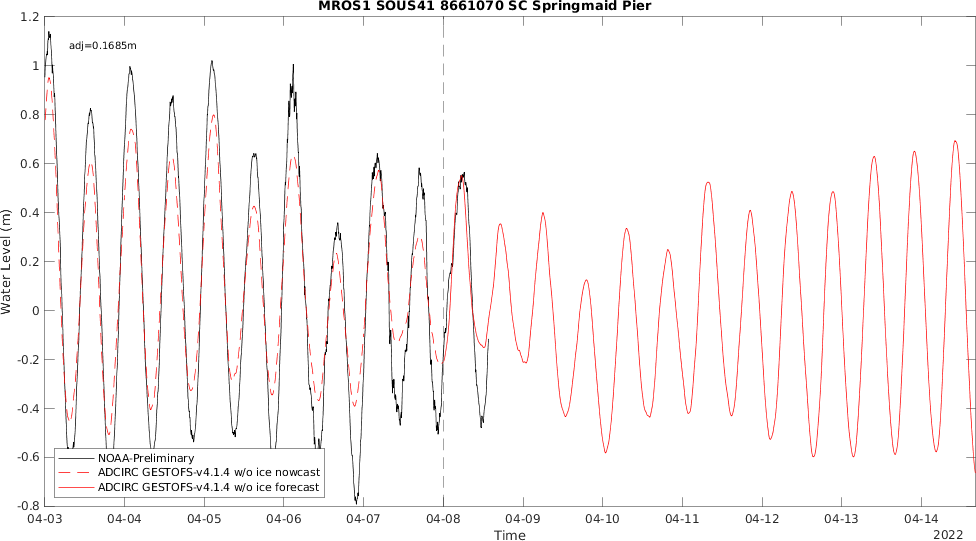 MROS1 SOUS41 8661070 SC Springmaid Pier
1.2
adj=0.1685m
1
0.8
0.6
0.4
0.2
0
-0.2
-0.4
-0.6
-0.8
Water Level (m)
NOAA-Preliminary
ADCIRC GESTOFS-v4.1.4 w/o ice nowcast
ADCIRC GESTOFS-v4.1.4 w/o ice forecast
04-03 04-04 04-05 04-06 04-07 04-08 04-09 04-10 04-11 04-12 04-13 04-14
Time
2022